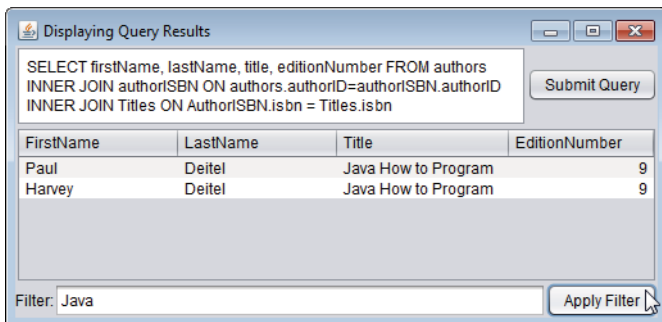 Displaying Query Results
SELECT firstName, lastName, title, editionNumber FROM authors
INNER JOIN authorISBN ON authors.authorID=authorISBN.authorID
INNER JOIN Titles ON AuthorISBN.isbn = Titles.isbn
Submit Query
FirstName LastName Title EditionNumber
Paul Deitel Java How to Program 9
Harvey Deitel Java How to Program 9
Filter: Java Apply Filter